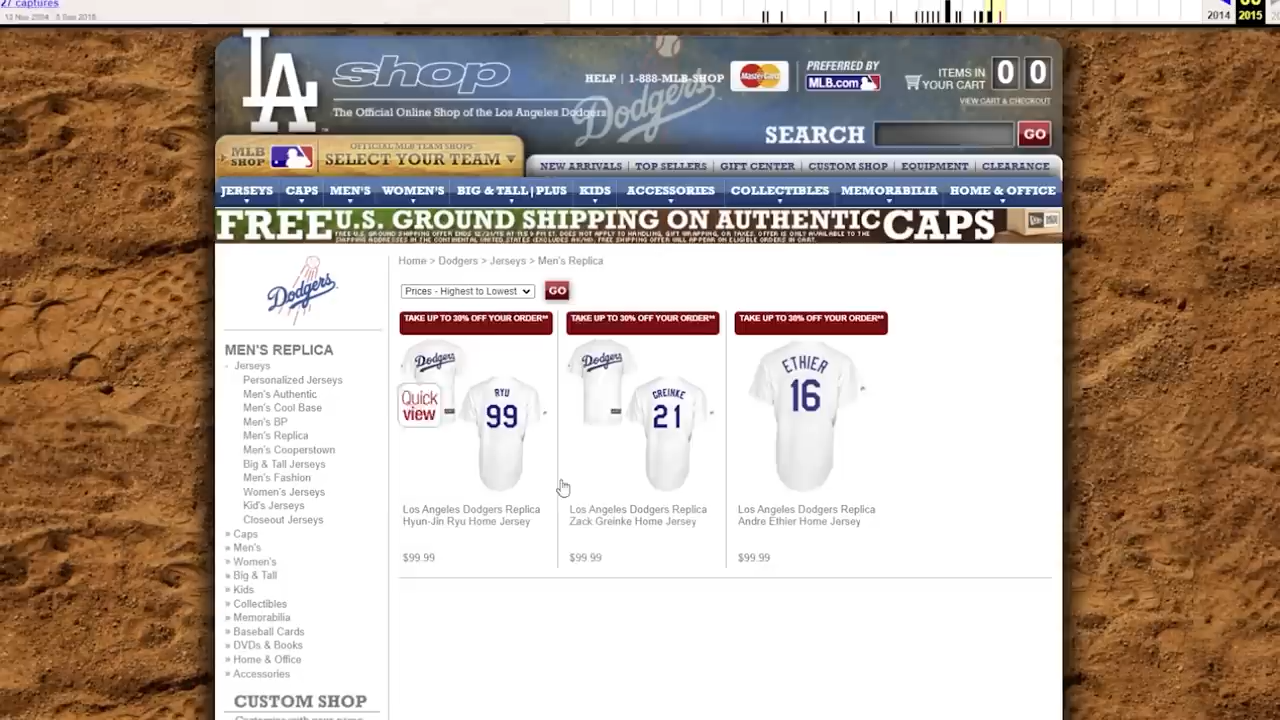 27 captures
2014 2015
LA shop
HELP | 1-888-MLB-SHOP
MasterCard
PREFERRED BY
MLB.com
ITEMS IN
YOUR CART
0 0
VIEW CART & CHECKOUT
The Official Online Shop of the Los Angeles Dodgers
Dodgers
SEARCH GO
MLB
SHOP
OFFICIAL MLB TEAM SHOPS
SELECT YOUR TEAM
NEW ARRIVALS | TOP SELLERS | GIFT CENTER | CUSTOM SHOP | EQUIPMENT | CLEARANCE
JERSEYS CAPS MEN'S WOMEN'S BIG & TALL | PLUS KIDS ACCESSORIES COLLECTIBLES MEMORABILIA HOME & OFFICE
FREE U.S. GROUND SHIPPING ON AUTHENTIC CAPS
Dodgers
Home > Dodgers > Jerseys > Men's Replica
Prices - Highest to Lowest GO
TAKE UP TO 30% OFF YOUR ORDER** TAKE UP TO 30% OFF YOUR ORDER** TAKE UP TO 30% OFF YOUR ORDER**
Dodgers
Quick
view
RYU
99
Dodgers
GREINKE
21
ETHIER
16
Los Angeles Dodgers Replica
Hyun-Jin Ryu Home Jersey
$99.99
Los Angeles Dodgers Replica
Zack Greinke Home Jersey
$99.99
Los Angeles Dodgers Replica
Andre Ethier Home Jersey
$99.99
MEN'S REPLICA
- Jerseys
Personalized Jerseys
Men's Authentic
Men's Cool Base
Men's BP
Men's Replica
Men's Cooperstown
Big & Tall Jerseys
Men's Fashion
Women's Jerseys
Kid's Jerseys
Closeout Jerseys
» Caps
» Men's
» Women's
» Big & Tall
» Kids
» Collectibles
» Memorabilia
» Baseball Cards
» DVDs & Books
» Home & Office
» Accessories
CUSTOM SHOP